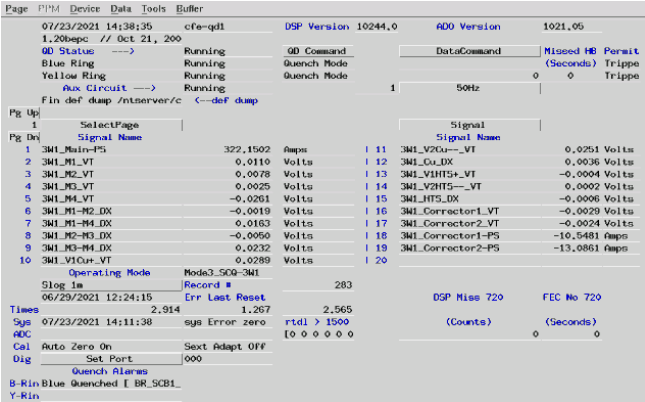 Page PPM Device Data Tools Buffer
07/23/2021 14:38:35 cfe-qd1 DSP Version 10244.0 ADO Version 1021.05
1.20bepc // Oct 21, 200
QD Status ---> Running QD Command DataCommand Missed HB Permit
Blue Ring Running Quench Mode (Seconds) Trippe
Yellow Ring Running Quench Mode 0 0 Trippe
Aux Circuit ---> Running 1 50Hz
Fin def dump /ntserver/c <--def dump
Pg Up
1 SelectPage Signal
Pg Dn Signal Name Signal Name
1 3W1_Main-PS 322.1502 Amps | 11 3W1_V2Cu--_VT 0.0251 Volts
2 3W1_M1_VT 0.0110 Volts | 12 3W1_Cu_DX 0.0036 Volts
3 3W1_M2_VT 0.0078 Volts | 13 3W1_V1HTS+_VT -0.0004 Volts
4 3W1_M3_VT 0.0025 Volts | 14 3W1_V2HTS--_VT 0.0002 Volts
5 3W1_M4_VT -0.0261 Volts | 15 3W1_HTS_DX -0.0006 Volts
6 3W1_M1-M2_DX -0.0019 Volts | 16 3W1_Corrector1_VT -0.0029 Volts
7 3W1_M1-M4_DX 0.0163 Volts | 17 3W1_Corrector2_VT -0.0024 Volts
8 3W1_M2-M3_DX -0.0050 Volts | 18 3W1_Corrector1-PS -10.5481 Amps
9 3W1_M3-M4_DX 0.0232 Volts | 19 3W1_Corrector2-PS -13.0861 Amps
10 3W1_V1Cu+_VT 0.0289 Volts | 20
Operating Mode Mode3_SCQ-3W1
Slog 1m Record # 283
06/29/2021 12:24:15 Err Last Reset DSP Miss 720 FEC No 720
Times 2.914 1.267 2.565
Sys 07/23/2021 14:11:38 sys Error zero rtdl > 1500 (Counts) (Seconds)
ADC [0 0 0 0 0 0 0 0
Cal Auto Zero On Sext Adapt Off
Dig Set Port 000
Quench Alarms
B-Rin Blue Quenched [ BR_SCB1_
Y-Rin